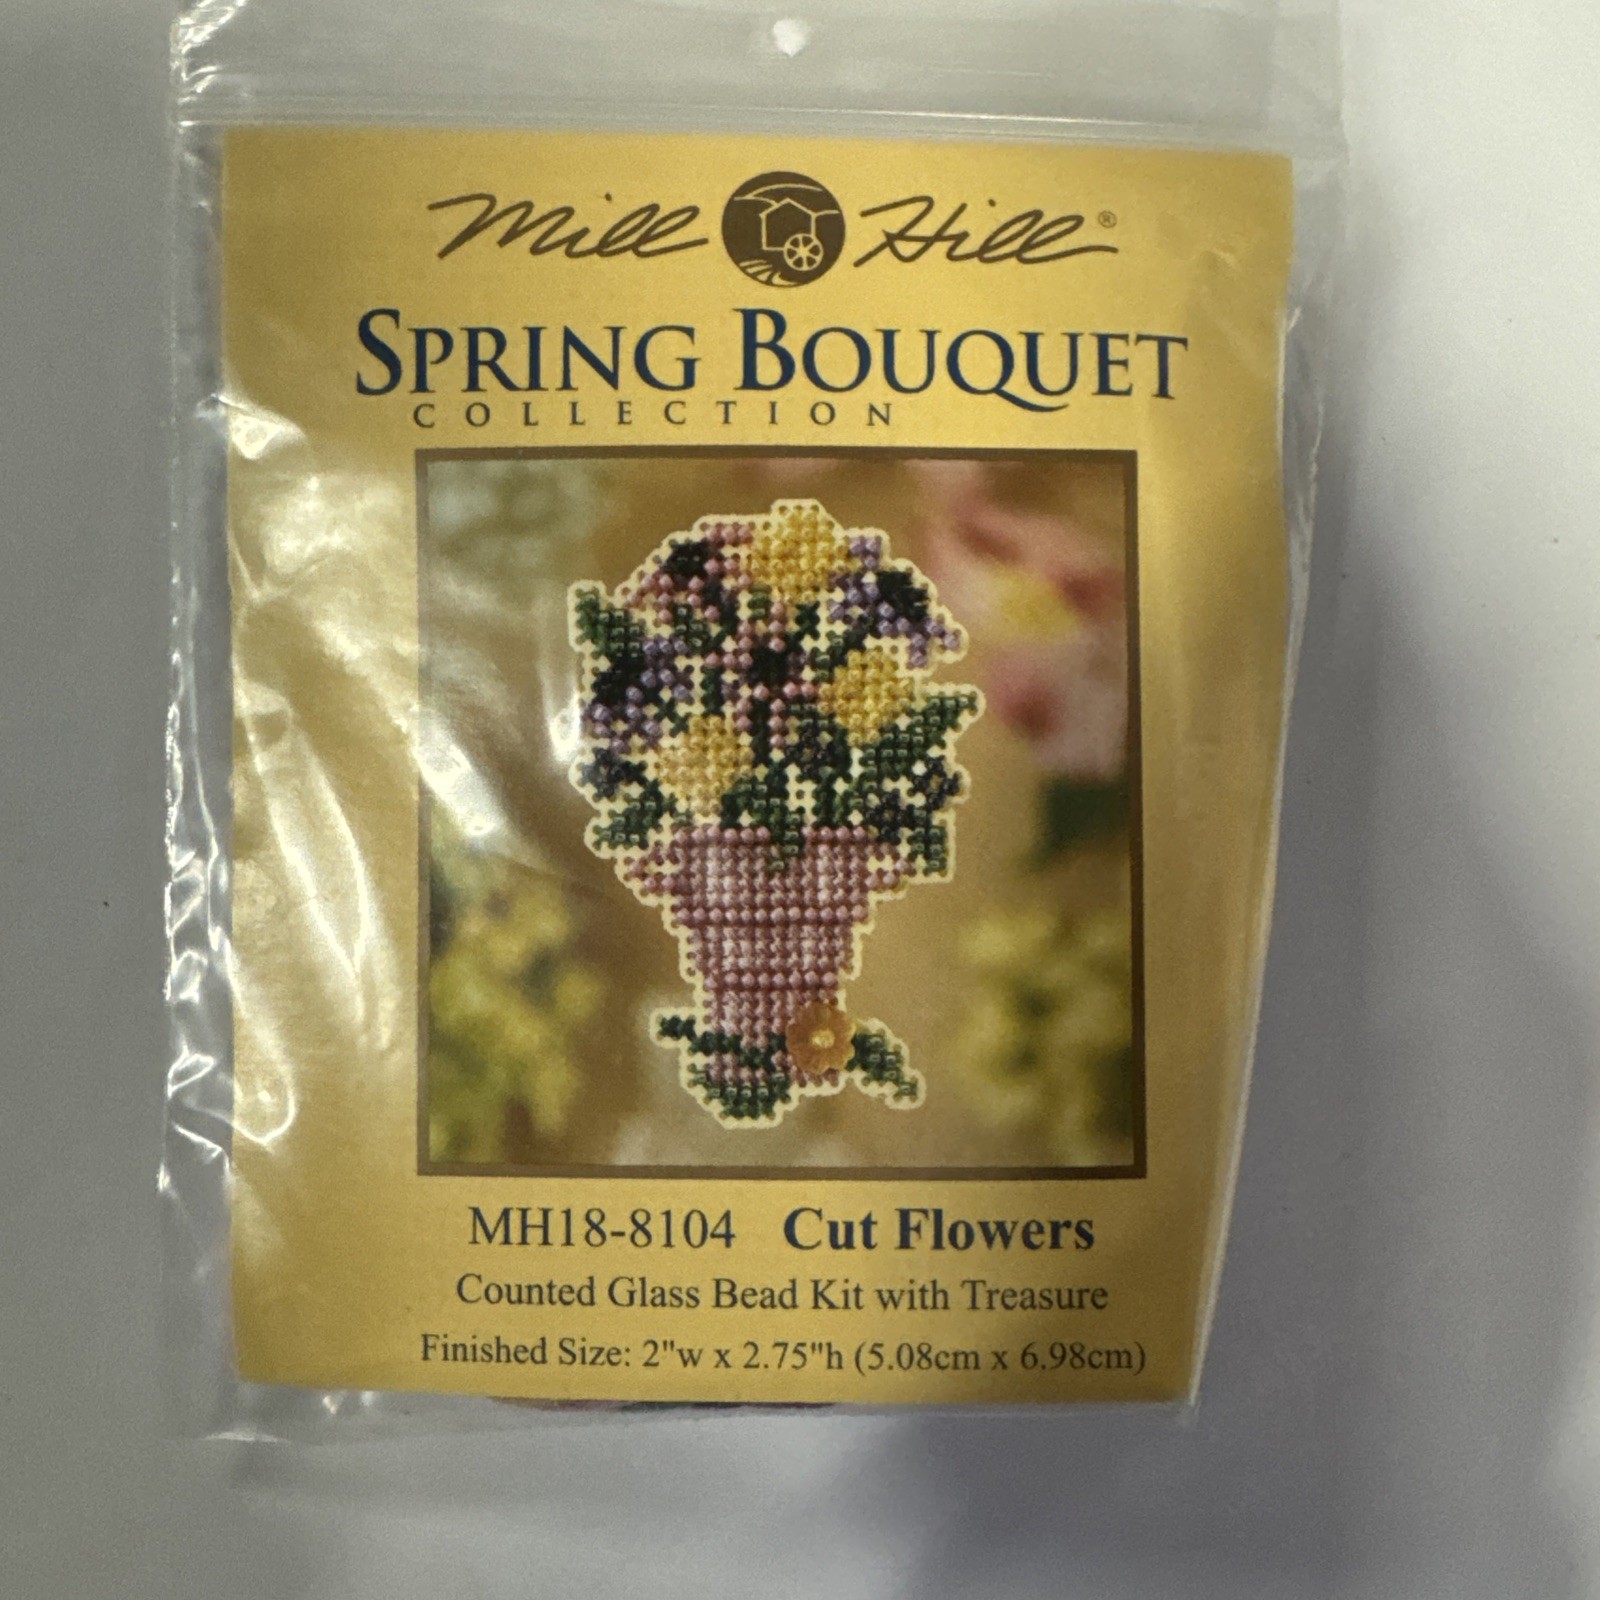 Mill Hill®
SPRING BOUQUET
COLLECTION
MH18-8104 Cut Flowers
Counted Glass Bead Kit with Treasure
Finished Size: 2"w x 2.75"h (5.08cm x 6.98cm)